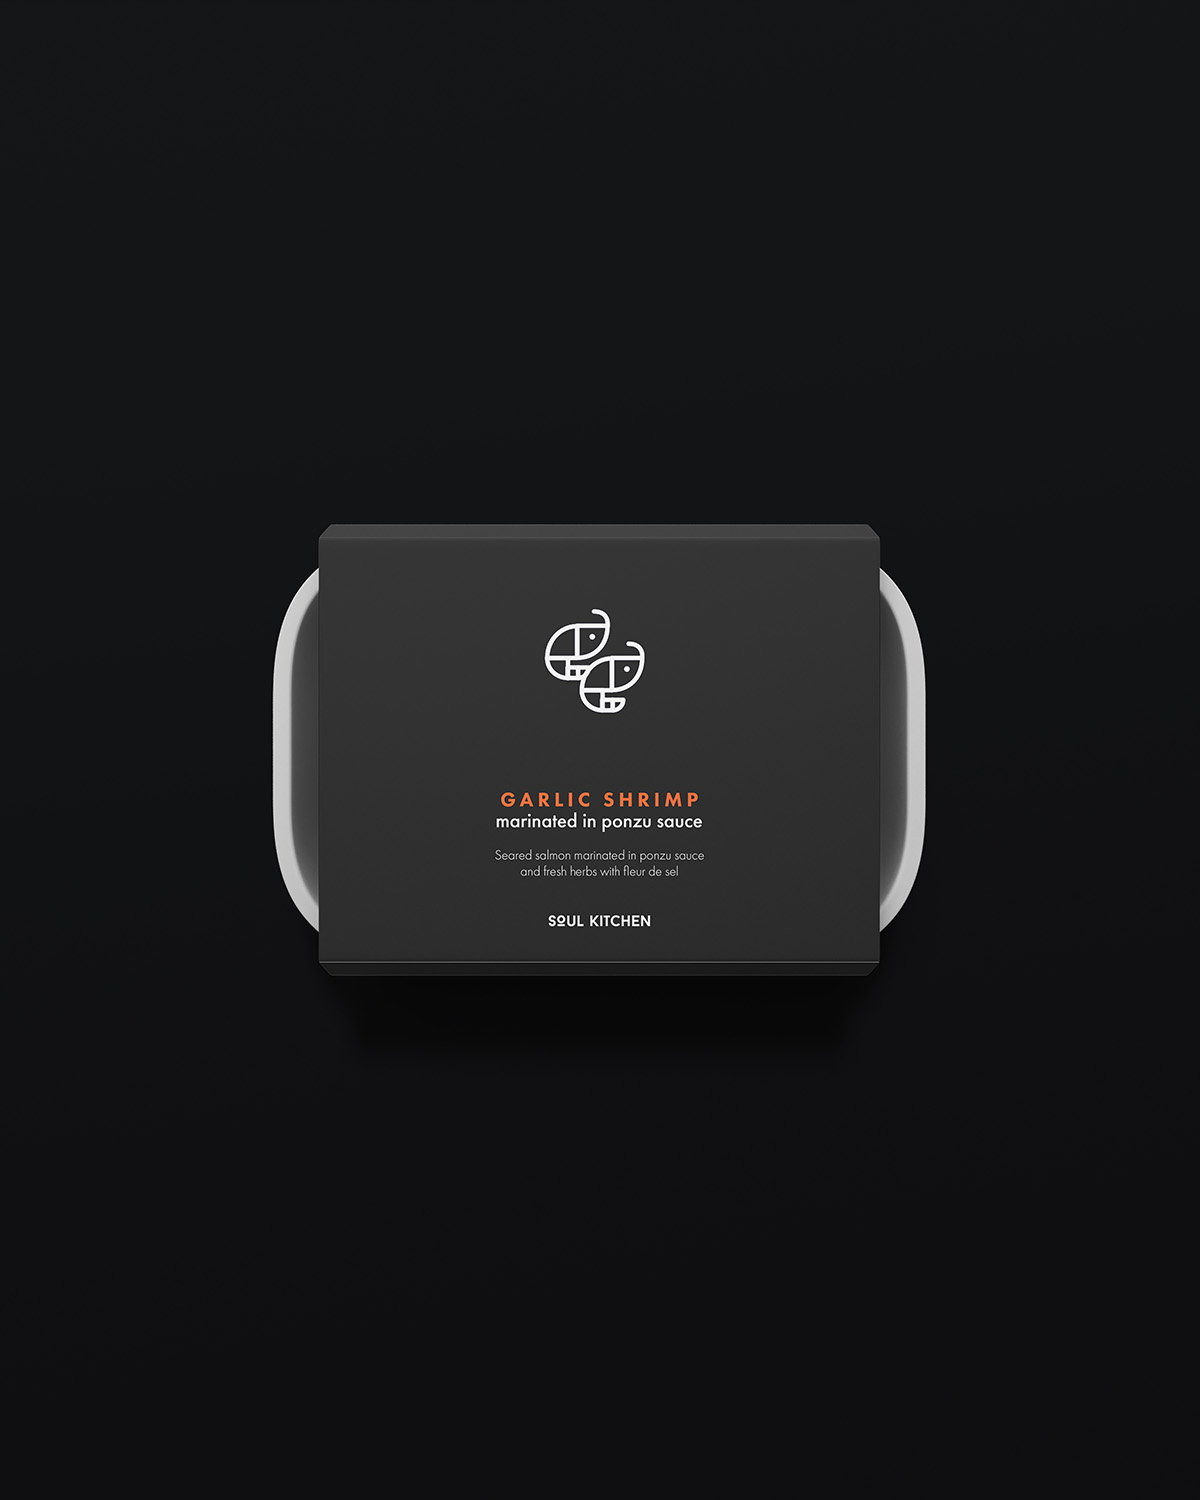 GARLIC SHRIMP
marinated in ponzu sauce
Seared salmon marinated in ponzu sauce
and fresh herbs with fleur de sel
SOUL KITCHEN